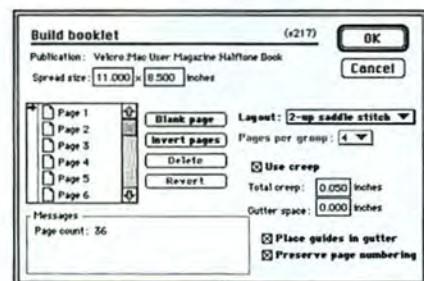 Build booklet (v217)
OK
Publication: Velcro:Mac User Magazine:Halftone Book
Cancel
Spread size: 11.000 × 8.500 inches
Page 1
Page 2
Page 3
Page 4
Page 5
Page 6
Blank page
Invert pages
Delete
Revert
Layout: 2-up saddle stitch
Pages per group: 4
Use creep
Total creep: 0.050 inches
Gutter space: 0.000 inches
Place guides in gutter
Preserve page numbering
Messages
Page count: 36